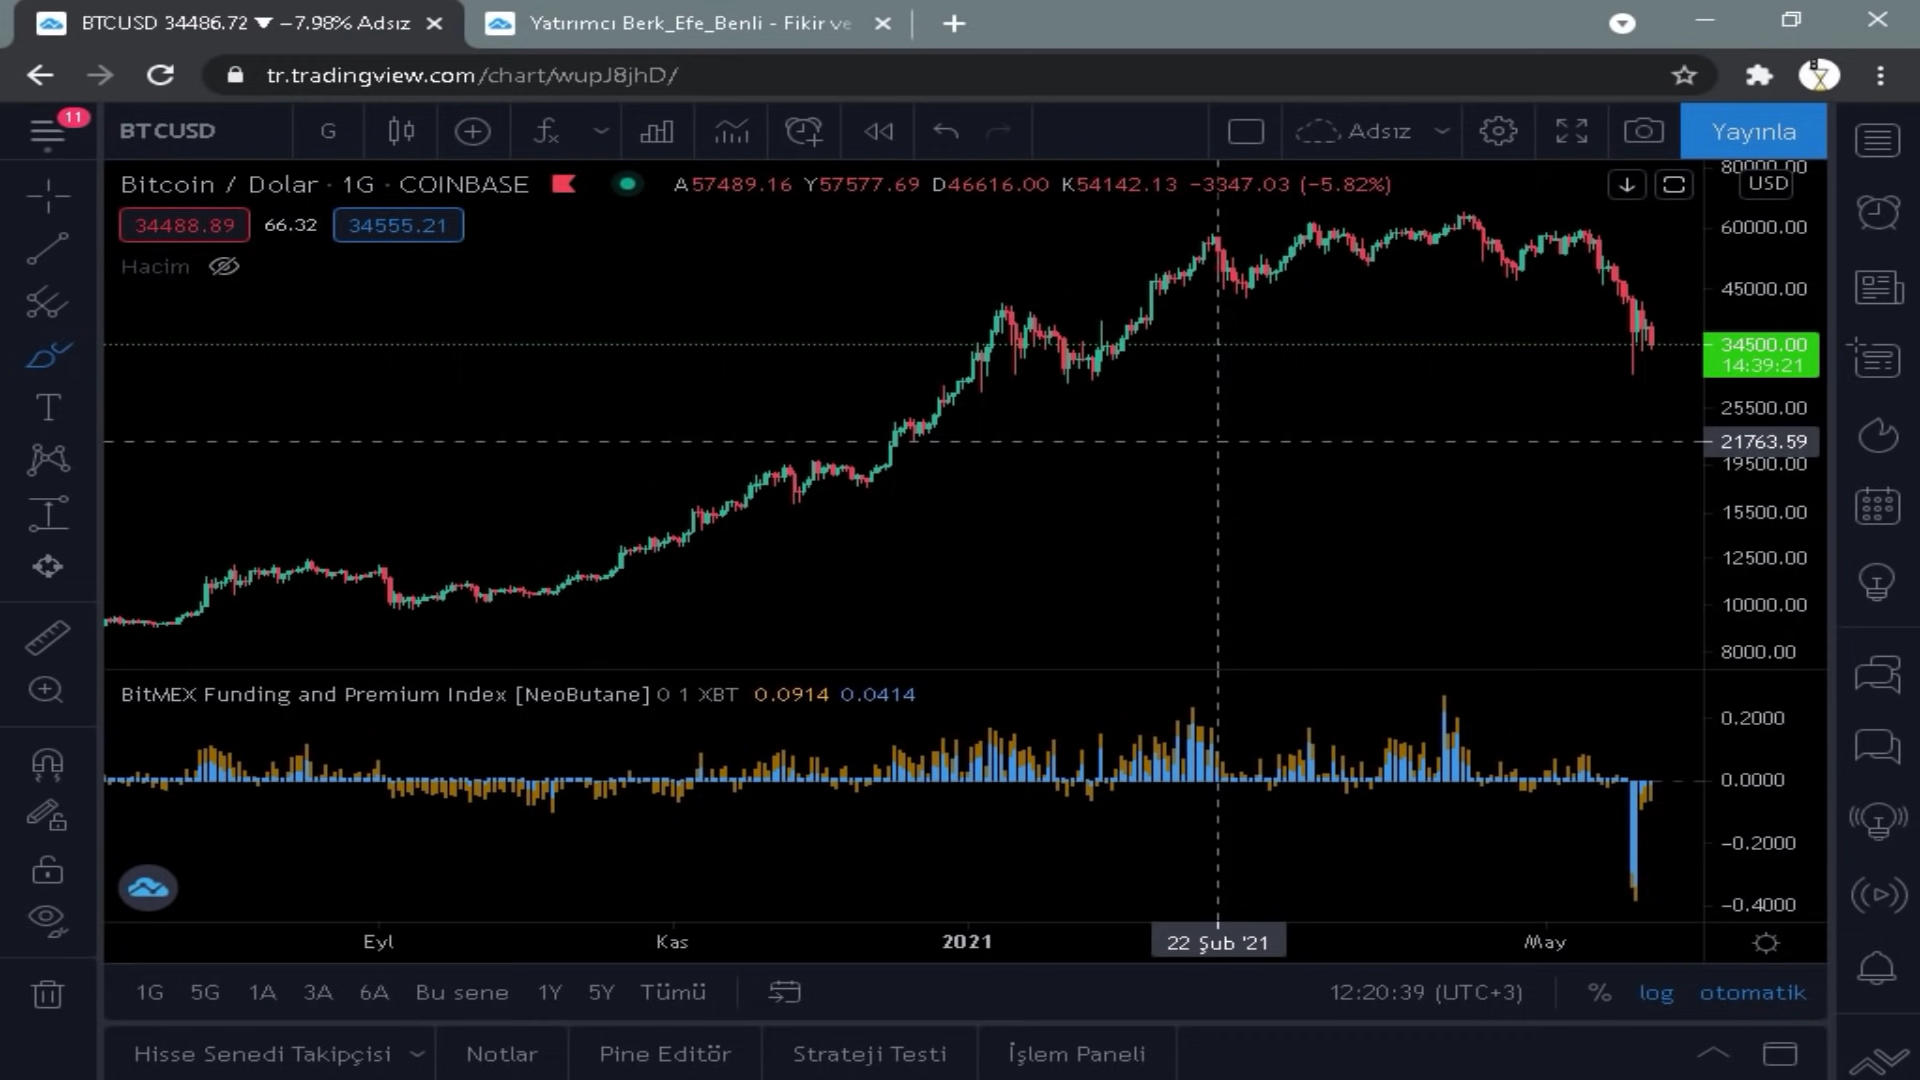 BTCUSD 34486.72 ▼ −7.98% Adsız
Yatırımcı Berk_Efe_Benli - Fikir ve
tr.tradingview.com/chart/wupJ8jhD/
11
BTCUSD
G
Adsız
Yayınla
Bitcoin / Dolar · 1G · COINBASE
A57489.16 Y57577.69 D46616.00 K54142.13 −3347.03 (−5.82%)
USD
34488.89
66.32
34555.21
Hacim
80000.00
60000.00
45000.00
34500.00
14:39:21
25500.00
21763.59
19500.00
15500.00
12500.00
10000.00
8000.00
BitMEX Funding and Premium Index [NeoButane] 0 1 XBT 0.0914 0.0414
0.2000
0.0000
−0.2000
−0.4000
Eyl
Kas
2021
22 Şub '21
May
1G 5G 1A 3A 6A Bu sene 1Y 5Y Tümü
12:20:39 (UTC+3)
% log otomatik
Hisse Senedi Takipçisi
Notlar
Pine Editör
Strateji Testi
İşlem Paneli